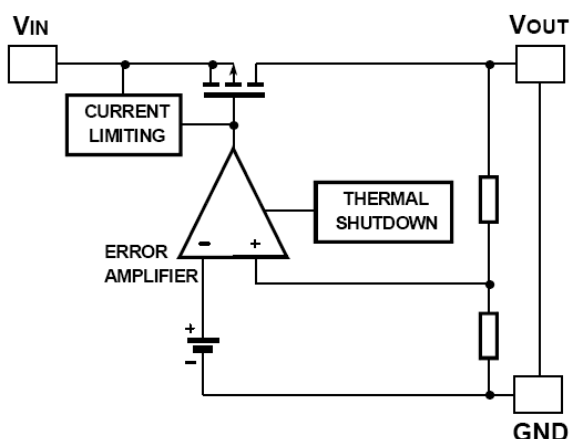 VIN
VOUT
CURRENT
LIMITING
THERMAL
SHUTDOWN
- +
ERROR
AMPLIFIER
+
-
GND